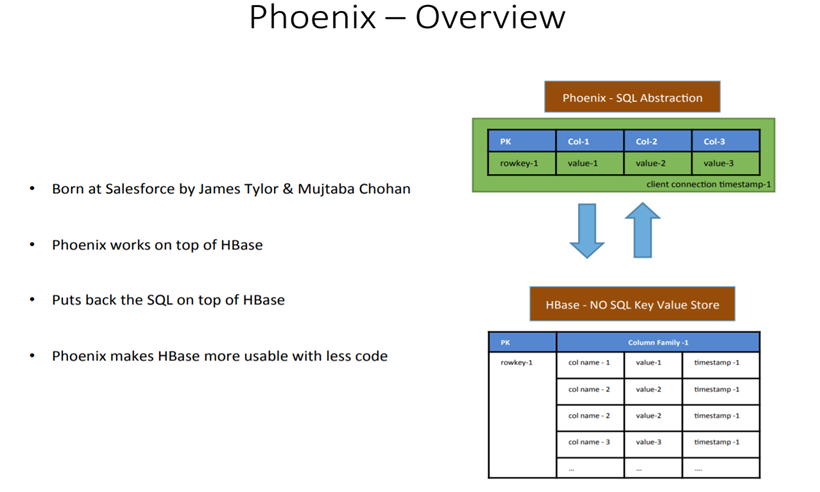 Phoenix – Overview
• Born at Salesforce by James Tylor & Mujtaba Chohan
• Phoenix works on top of HBase
• Puts back the SQL on top of HBase
• Phoenix makes HBase more usable with less code
Phoenix - SQL Abstraction
PK Col-1 Col-2 Col-3
rowkey-1 value-1 value-2 value-3
client connection timestamp-1
HBase - NO SQL Key Value Store
PK Column Family -1
rowkey-1 col name - 1 value-1 timestamp -1
col name - 2 value-2 timestamp -1
col name - 2 value-2 timestamp -1
col name - 3 value-3 timestamp -1
... ... ....